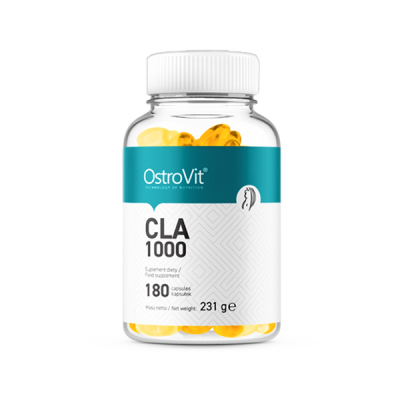 OstroVit®
TECHNOLOGY OF NUTRITION
CLA
1000
Suplement diety /
Food supplement
180 capsules
kapsułek
Masa netto / Net weight: 231 g e